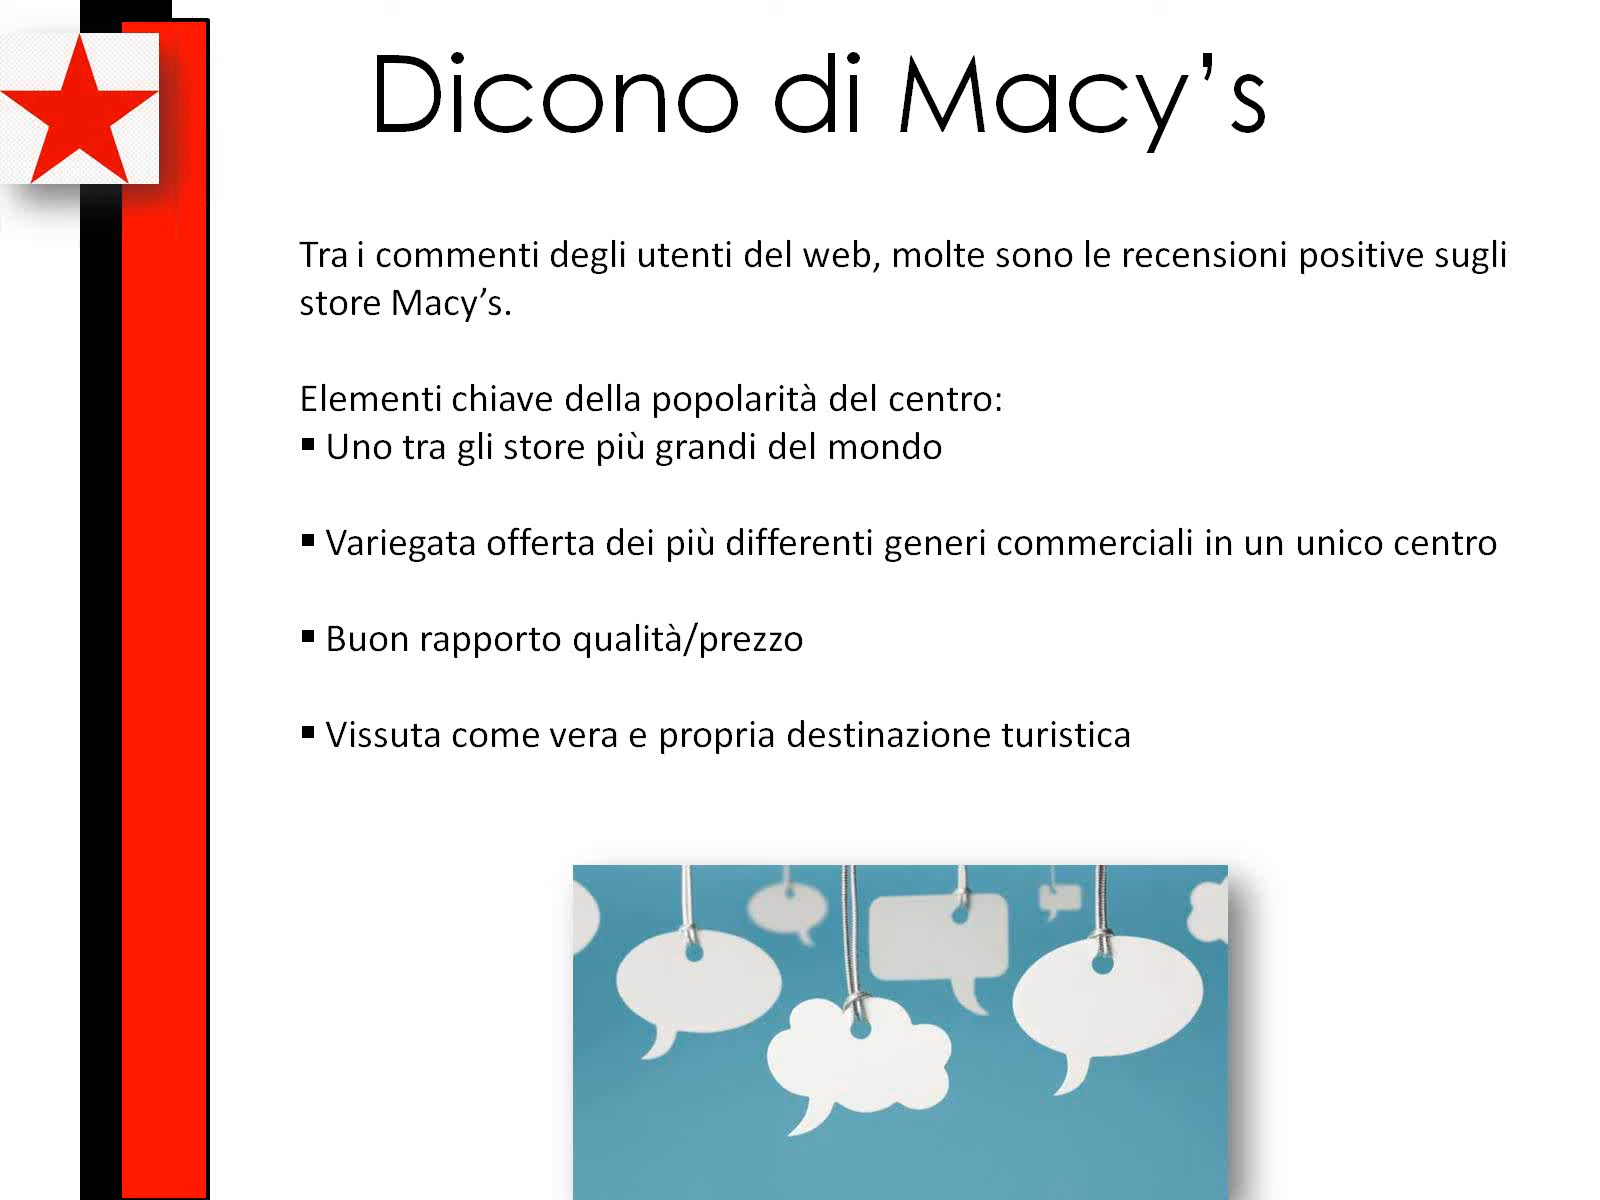 Dicono di Macy’s
Tra i commenti degli utenti del web, molte sono le recensioni positive sugli
store Macy’s.
Elementi chiave della popolarità del centro:
▪ Uno tra gli store più grandi del mondo
▪ Variegata offerta dei più differenti generi commerciali in un unico centro
▪ Buon rapporto qualità/prezzo
▪ Vissuta come vera e propria destinazione turistica